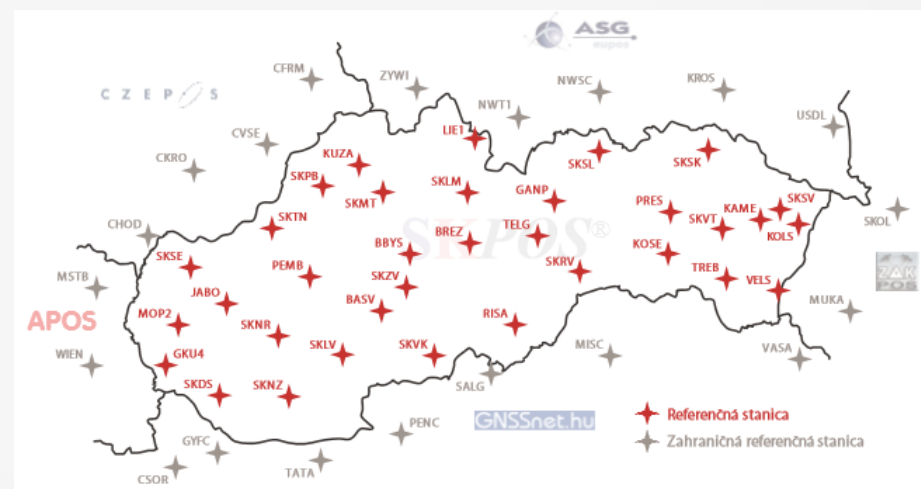 ASG
eupos
CFRM
ZYWI
NWSC
KROS
CZEPOS
NWT1
USDL
CVSE
LIE1
CKRO
KUZA
SKSL
SKSK
SKPB
SKMT
SKLM
GANP
PRES
KAME
SKSV
SKOL
CHOD
SKTN
SKPOS®
BREZ
TELG
SKVT
KOLS
SKSE
BBYS
KOSE
MSTB
PEMB
SKZV
SKRV
TREB
VELS
ZAK
POS
JABO
BASV
MUKA
APOS
MOP2
SKNR
RISA
WIEN
GKU4
SKLV
SKVK
MISC
VASA
SKDS
SKNZ
SALG
GNSSnet.hu
Referenčná stanica
PENC
Zahraničná referenčná stanica
GYFC
CSOR
TATA